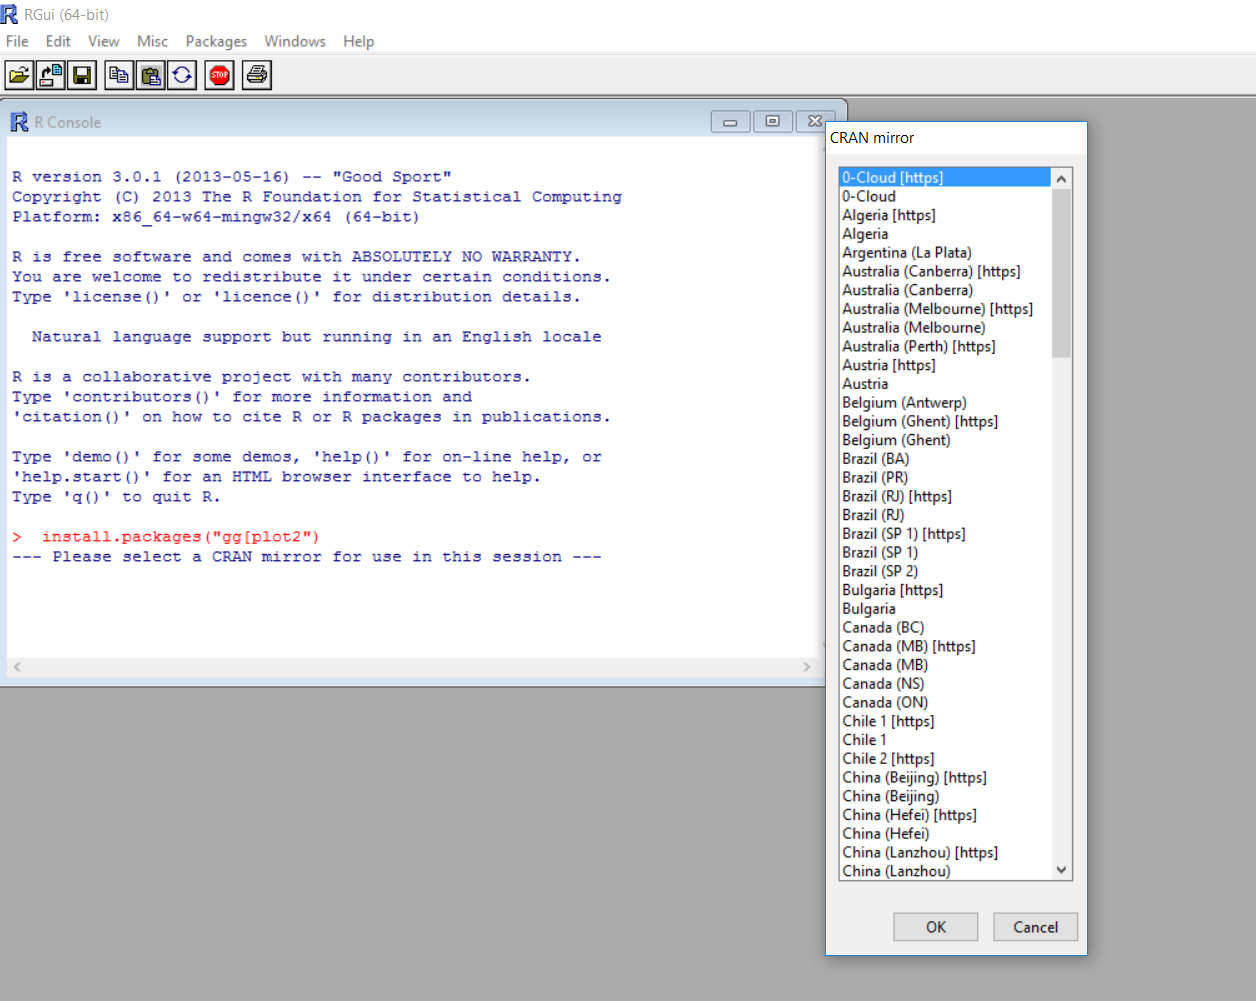 RGui (64-bit)
File Edit View Misc Packages Windows Help
STOP
R Console
R version 3.0.1 (2013-05-16) -- "Good Sport"
Copyright (C) 2013 The R Foundation for Statistical Computing
Platform: x86_64-w64-mingw32/x64 (64-bit)
R is free software and comes with ABSOLUTELY NO WARRANTY.
You are welcome to redistribute it under certain conditions.
Type 'license()' or 'licence()' for distribution details.
Natural language support but running in an English locale
R is a collaborative project with many contributors.
Type 'contributors()' for more information and
'citation()' on how to cite R or R packages in publications.
Type 'demo()' for some demos, 'help()' for on-line help, or
'help.start()' for an HTML browser interface to help.
Type 'q()' to quit R.
> install.packages("gg[plot2")
--- Please select a CRAN mirror for use in this session ---
CRAN mirror
0-Cloud [https]
0-Cloud
Algeria [https]
Algeria
Argentina (La Plata)
Australia (Canberra) [https]
Australia (Canberra)
Australia (Melbourne) [https]
Australia (Melbourne)
Australia (Perth) [https]
Austria [https]
Austria
Belgium (Antwerp)
Belgium (Ghent) [https]
Belgium (Ghent)
Brazil (BA)
Brazil (PR)
Brazil (RJ) [https]
Brazil (RJ)
Brazil (SP 1) [https]
Brazil (SP 1)
Brazil (SP 2)
Bulgaria [https]
Bulgaria
Canada (BC)
Canada (MB) [https]
Canada (MB)
Canada (NS)
Canada (ON)
Chile 1 [https]
Chile 1
Chile 2 [https]
China (Beijing) [https]
China (Beijing)
China (Hefei) [https]
China (Hefei)
China (Lanzhou) [https]
China (Lanzhou)
OK Cancel